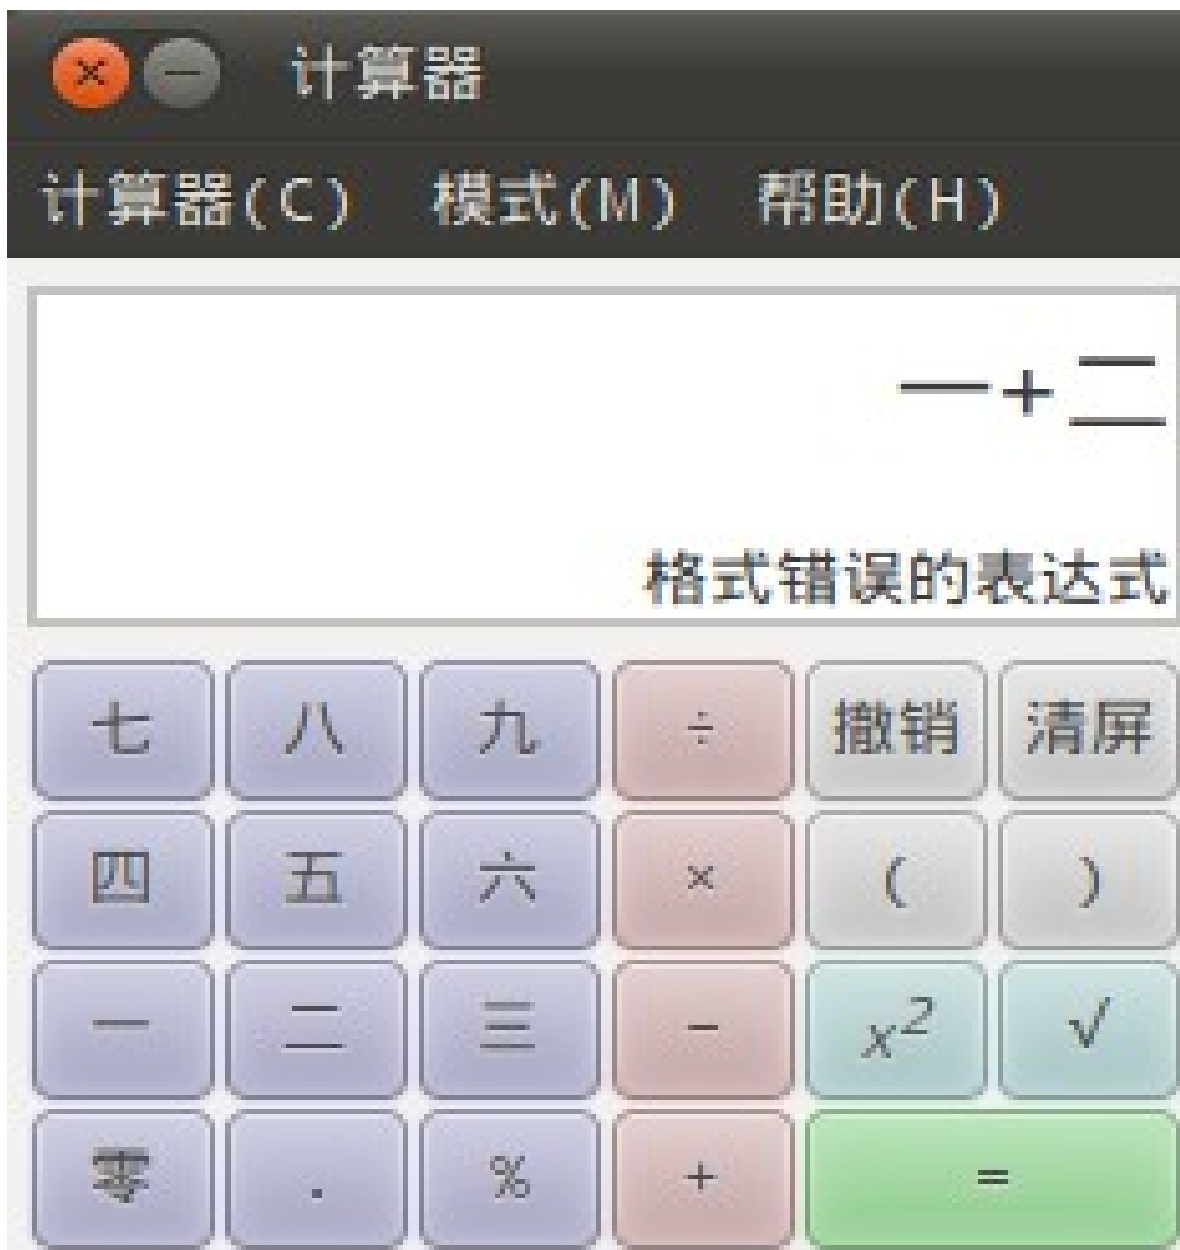 计算器
计算器(C) 模式(M) 帮助(H)
一+二
格式错误的表达式
七 八 九 ÷ 撤销 清屏
四 五 六 × ( )
一 二 三 − x² √
零 . % + =